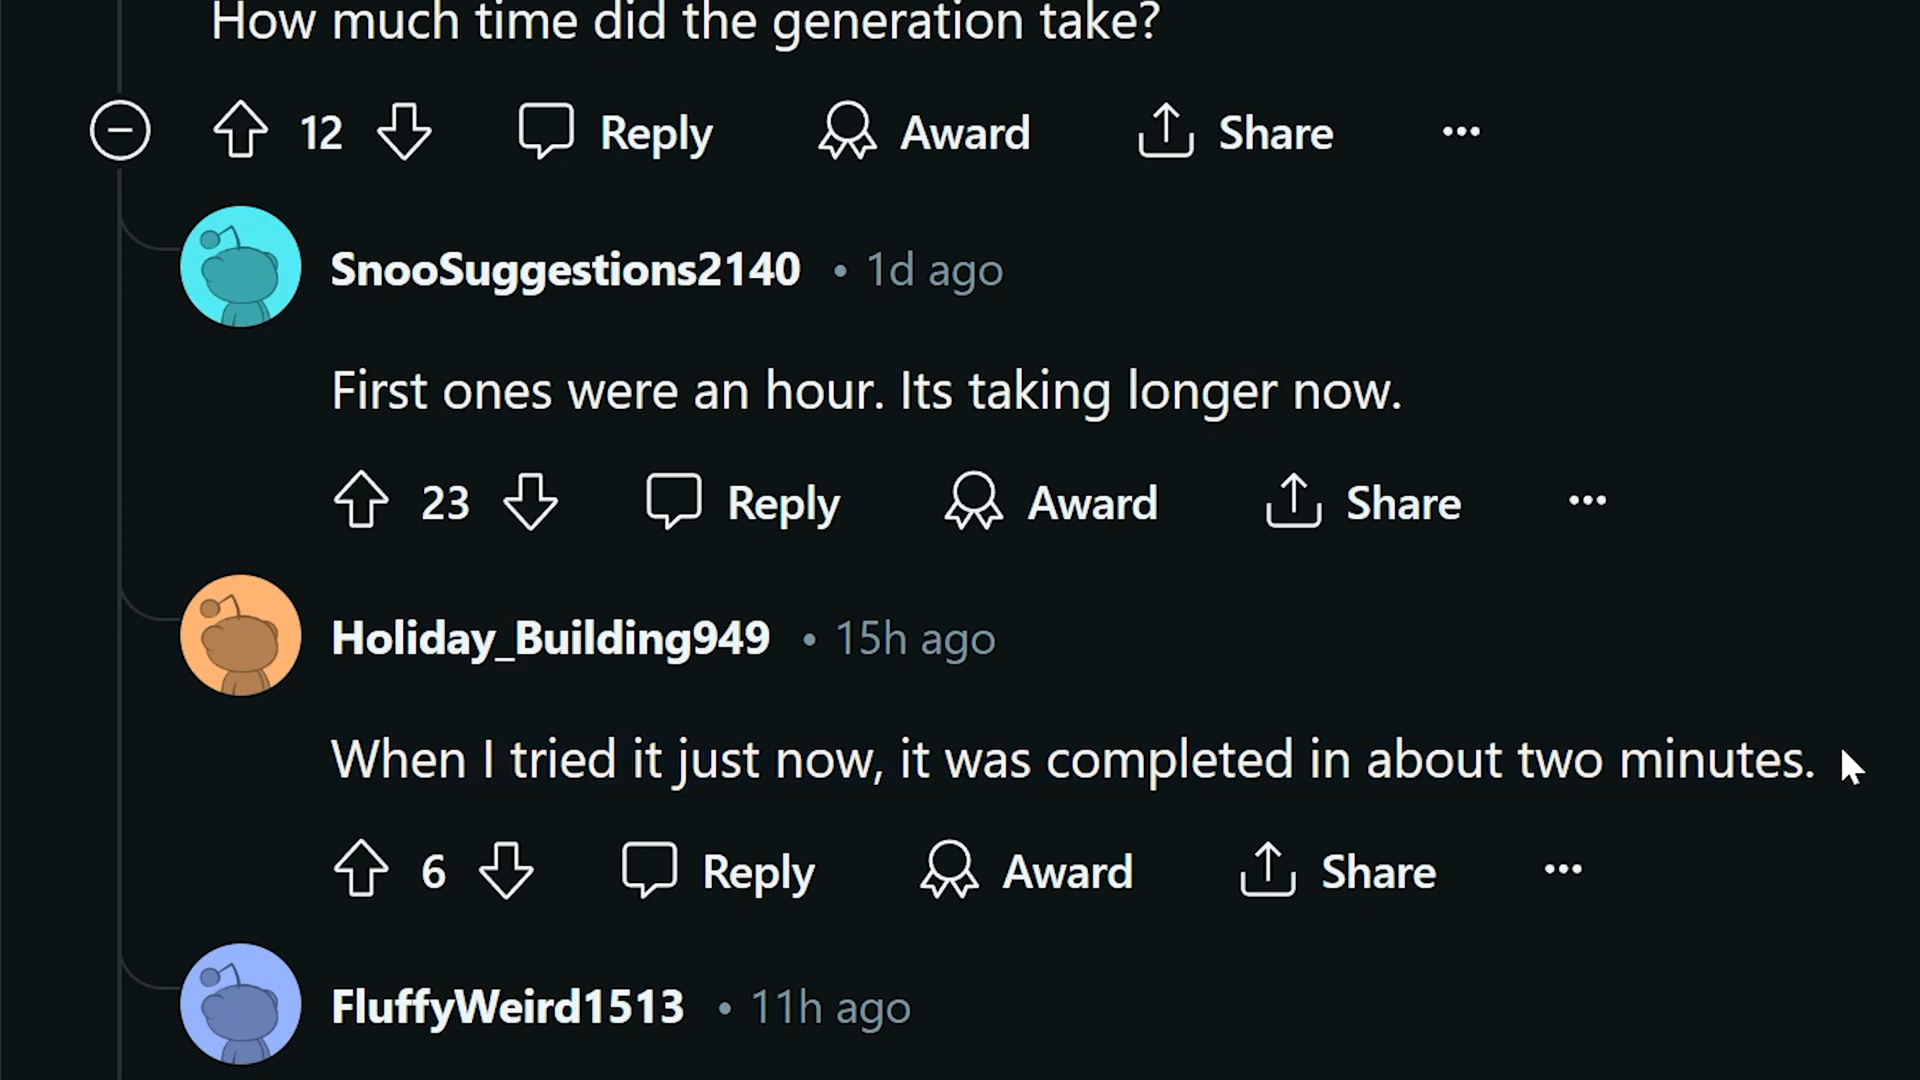 How much time did the generation take?
12 Reply Award Share ...
SnooSuggestions2140 • 1d ago
First ones were an hour. Its taking longer now.
23 Reply Award Share ...
Holiday_Building949 • 15h ago
When I tried it just now, it was completed in about two minutes.
6 Reply Award Share ...
FluffyWeird1513 • 11h ago